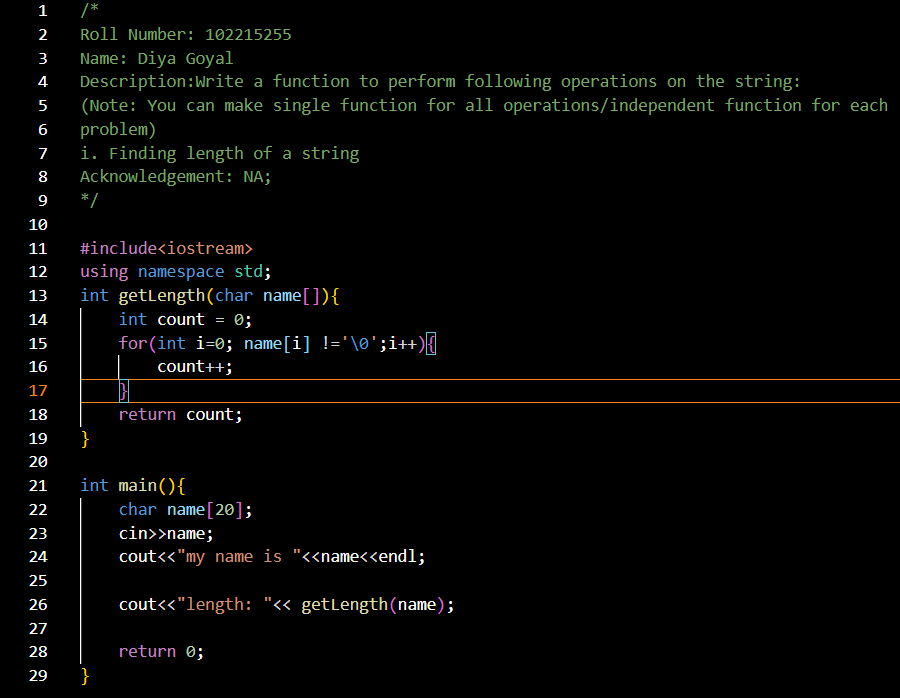 1 /*
2 Roll Number: 102215255
3 Name: Diya Goyal
4 Description:Write a function to perform following operations on the string:
5 (Note: You can make single function for all operations/independent function for each
6 problem)
7 i. Finding length of a string
8 Acknowledgement: NA;
9 */
10
11 #include<iostream>
12 using namespace std;
13 int getLength(char name[]){
14     int count = 0;
15     for(int i=0; name[i] !='\0';i++){
16         count++;
17     }
18     return count;
19 }
20
21 int main(){
22     char name[20];
23     cin>>name;
24     cout<<"my name is "<<name<<endl;
25
26     cout<<"length: "<< getLength(name);
27
28     return 0;
29 }